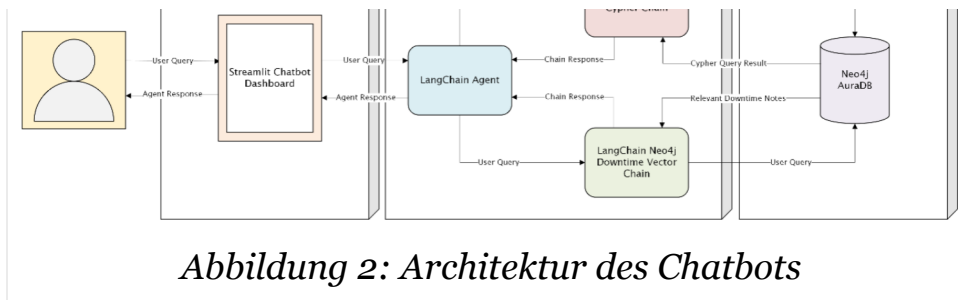 Cypher Chain
User Query
Streamlit Chatbot
Dashboard
User Query
LangChain Agent
Chain Response
Cypher Query Result
Neo4j
AuraDB
Agent Response
Agent Response
Chain Response
Relevant Downtime Notes
User Query
LangChain Neo4j
Downtime Vector
Chain
User Query
Abbildung 2: Architektur des Chatbots